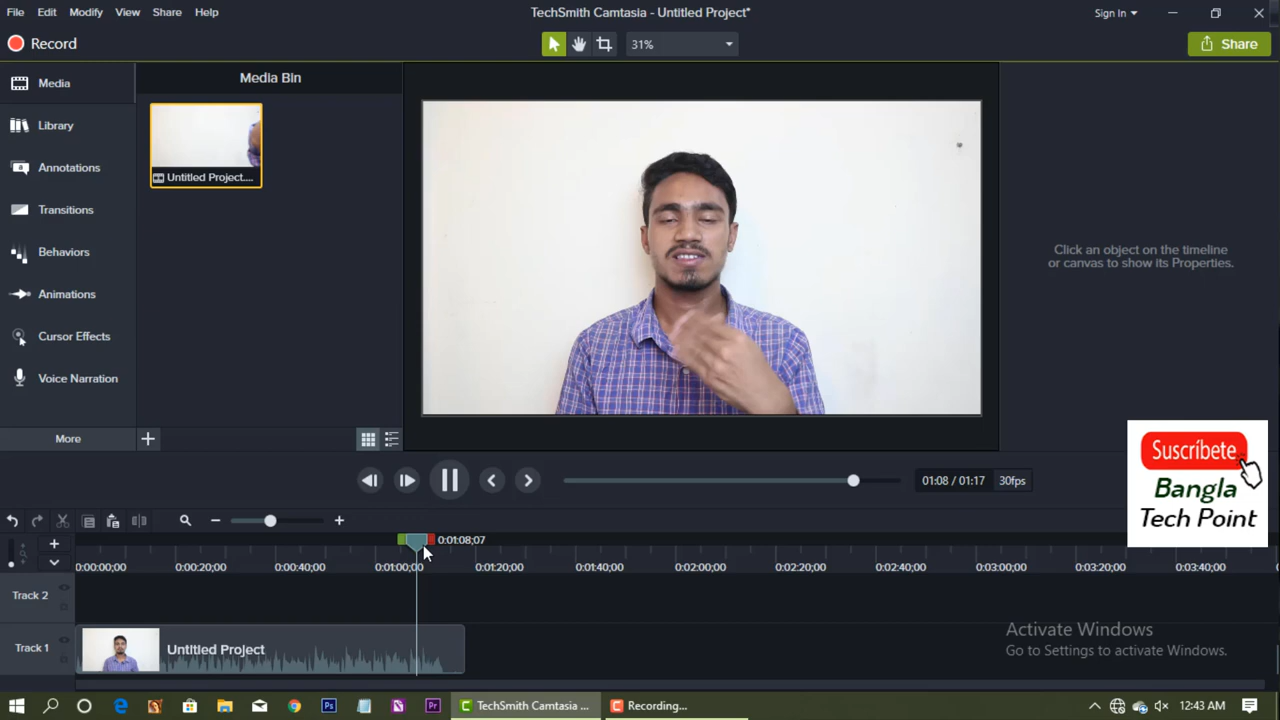 File Edit Modify View Share Help
TechSmith Camtasia - Untitled Project*
Sign In
Record
31%
Share
Media
Library
Annotations
Transitions
Behaviors
Animations
Cursor Effects
Voice Narration
More
Media Bin
Untitled Project....
Click an object on the timeline
or canvas to show its Properties.
01:08 / 01:17 30fps
Suscríbete
Bangla
Tech Point
0:01:08;07
0:00:00;00 0:00:20;00 0:00:40;00 0:01:00;00 0:01:20;00 0:01:40;00 0:02:00;00 0:02:20;00 0:02:40;00 0:03:00;00 0:03:20;00 0:03:40;00
Track 2
Track 1
Untitled Project
Activate Windows
Go to Settings to activate Windows.
Ps
Pr
C TechSmith Camtasia ...
C Recording...
12:43 AM